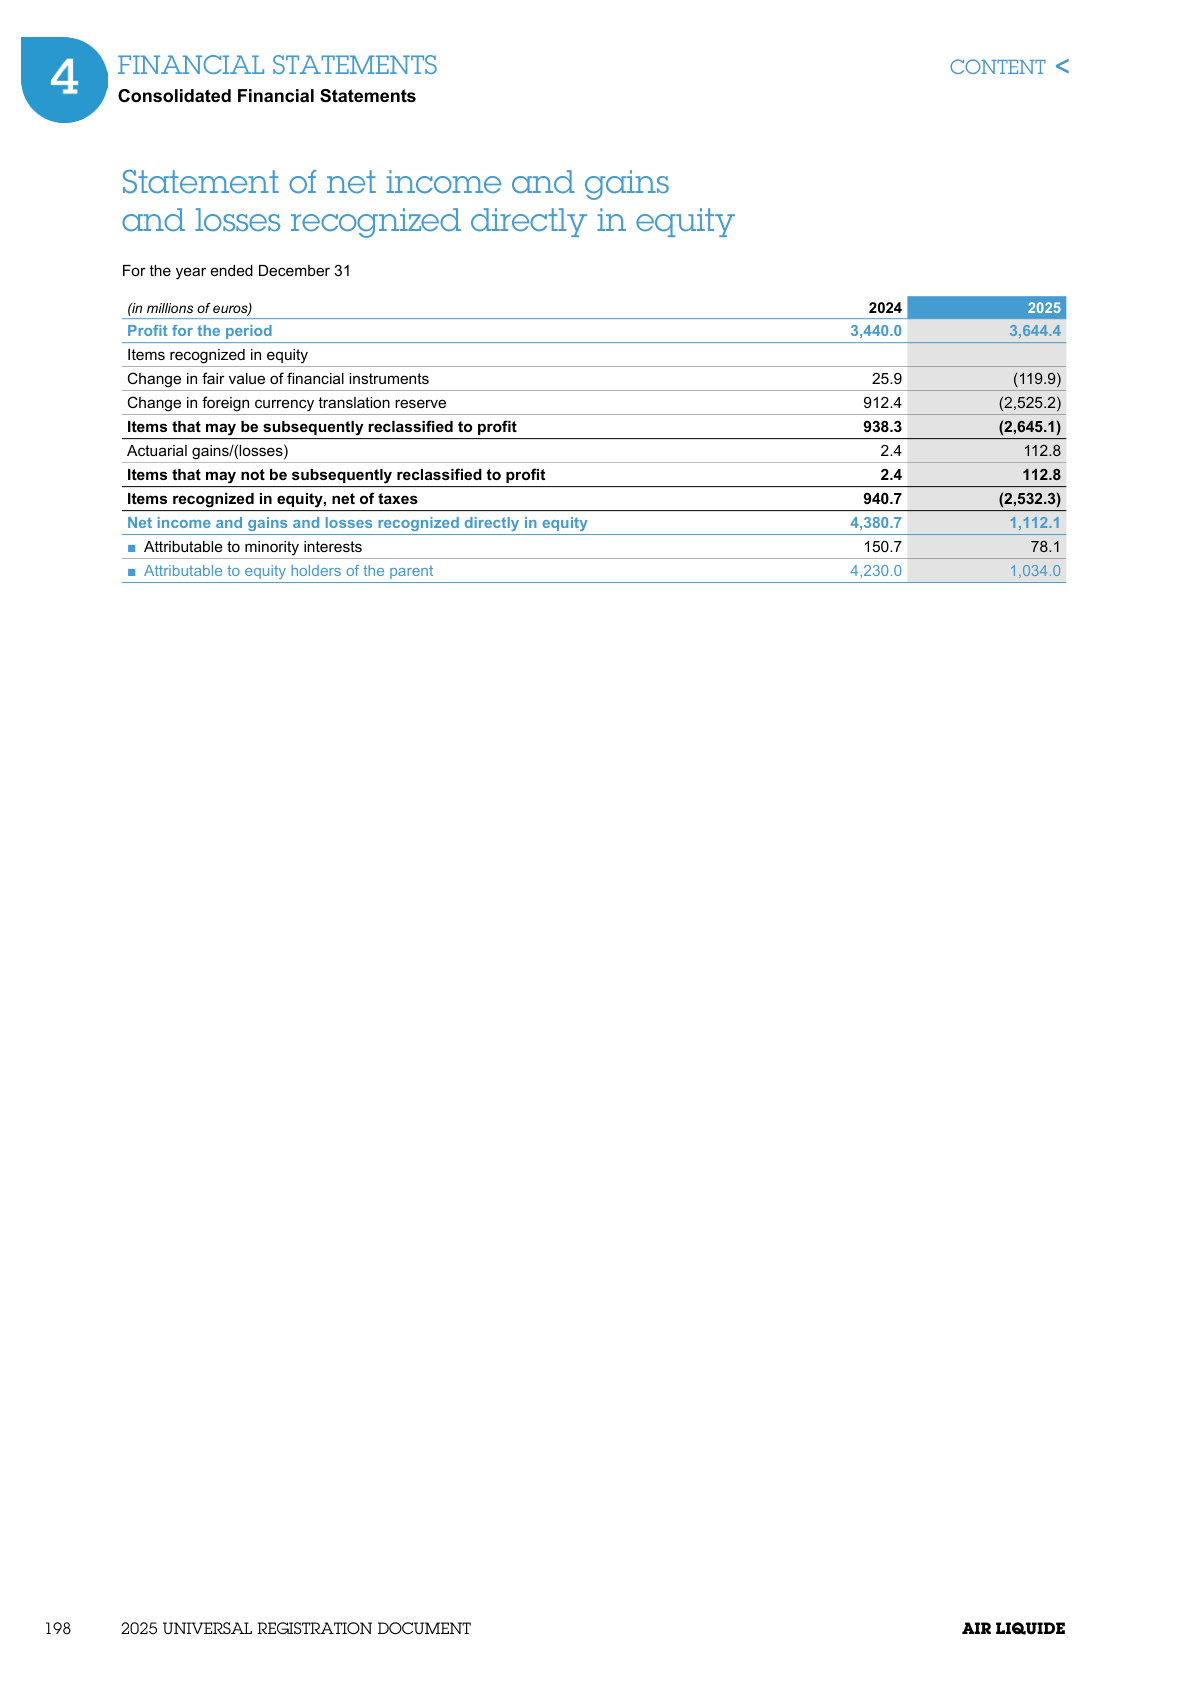 4
FINANCIAL STATEMENTS
CONTENT <
Consolidated Financial Statements
Statement of net income and gains
and losses recognized directly in equity
For the year ended December 31
(in millions of euros) 2024 2025
Profit for the period 3,440.0 3,644.4
Items recognized in equity
Change in fair value of financial instruments 25.9 (119.9)
Change in foreign currency translation reserve 912.4 (2,525.2)
Items that may be subsequently reclassified to profit 938.3 (2,645.1)
Actuarial gains/(losses) 2.4 112.8
Items that may not be subsequently reclassified to profit 2.4 112.8
Items recognized in equity, net of taxes 940.7 (2,532.3)
Net income and gains and losses recognized directly in equity 4,380.7 1,112.1
■ Attributable to minority interests 150.7 78.1
■ Attributable to equity holders of the parent 4,230.0 1,034.0
198 2025 UNIVERSAL REGISTRATION DOCUMENT AIR LIQUIDE